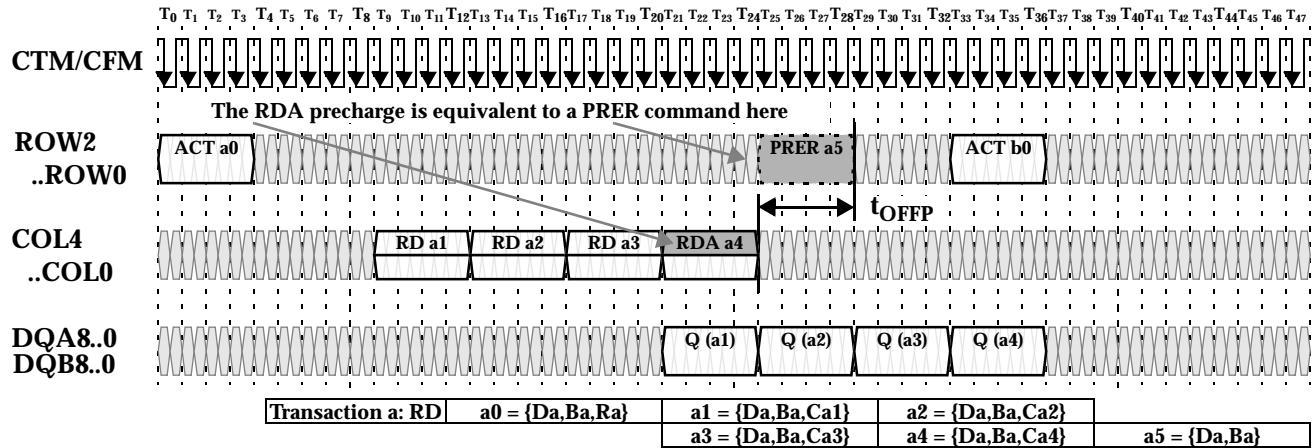 T0 T1 T2 T3 T4 T5 T6 T7 T8 T9 T10 T11 T12 T13 T14 T15 T16 T17 T18 T19 T20 T21 T22 T23 T24 T25 T26 T27 T28 T29 T30 T31 T32 T33 T34 T35 T36 T37 T38 T39 T40 T41 T42 T43 T44 T45 T46 T47
CTM/CFM
The RDA precharge is equivalent to a PRER command here
ROW2
..ROW0
ACT a0 PRER a5 ACT b0
tOFFP
COL4
..COL0
RD a1 RD a2 RD a3 RDA a4
DQA8..0
DQB8..0
Q (a1) Q (a2) Q (a3) Q (a4)
Transaction a: RD a0 = {Da,Ba,Ra} a1 = {Da,Ba,Ca1} a2 = {Da,Ba,Ca2}
a3 = {Da,Ba,Ca3} a4 = {Da,Ba,Ca4} a5 = {Da,Ba}